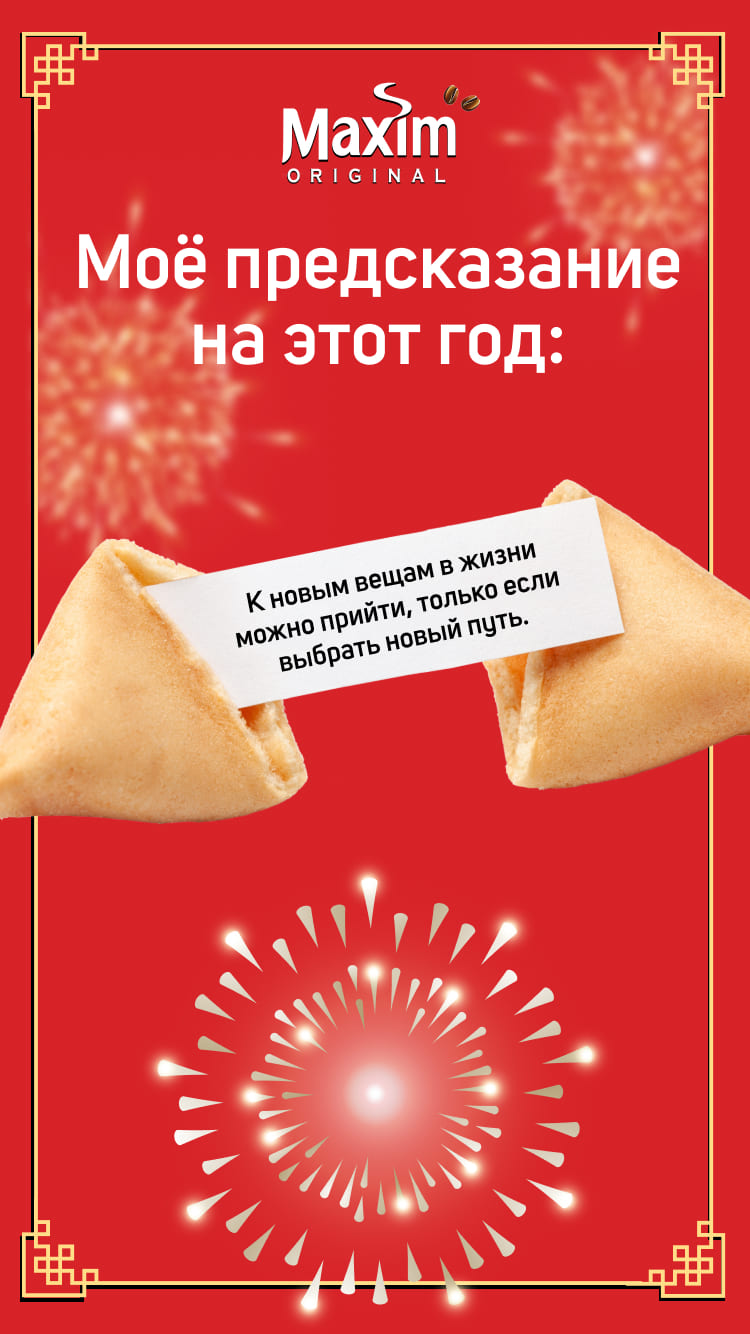 Maxim
ORIGINAL
Моё предсказание
на этот год:
К новым вещам в жизни
можно прийти, только если
выбрать новый путь.